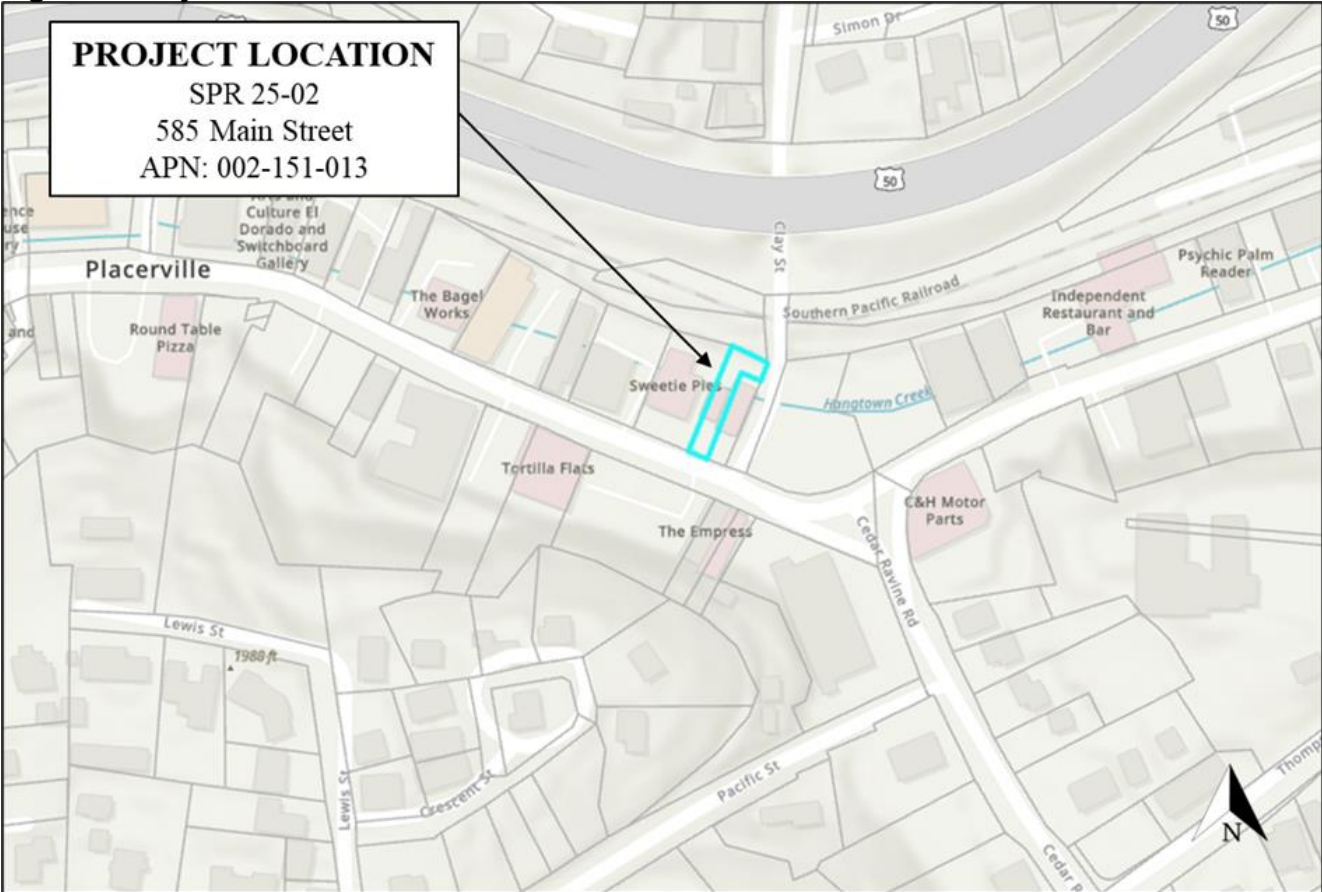 PROJECT LOCATION
SPR 25-02
585 Main Street
APN: 002-151-013
Simon Dr
50
50
Culture El
Dorado and
Switchboard
Gallery
Placerville
Round Table
Pizza
and
The Bagel
Works
Clay St
Southern Pacific Railroad
Psychic Palm
Reader
Independent
Restaurant and
Bar
Sweetie Pies
Hangtown Creek
Tortilla Flats
The Empress
C&H Motor
Parts
Cedar Ravine Rd
Lewis St
1988 ft
Lewis St
Crescent St
Pacific St
Cedar R
Thomp
N